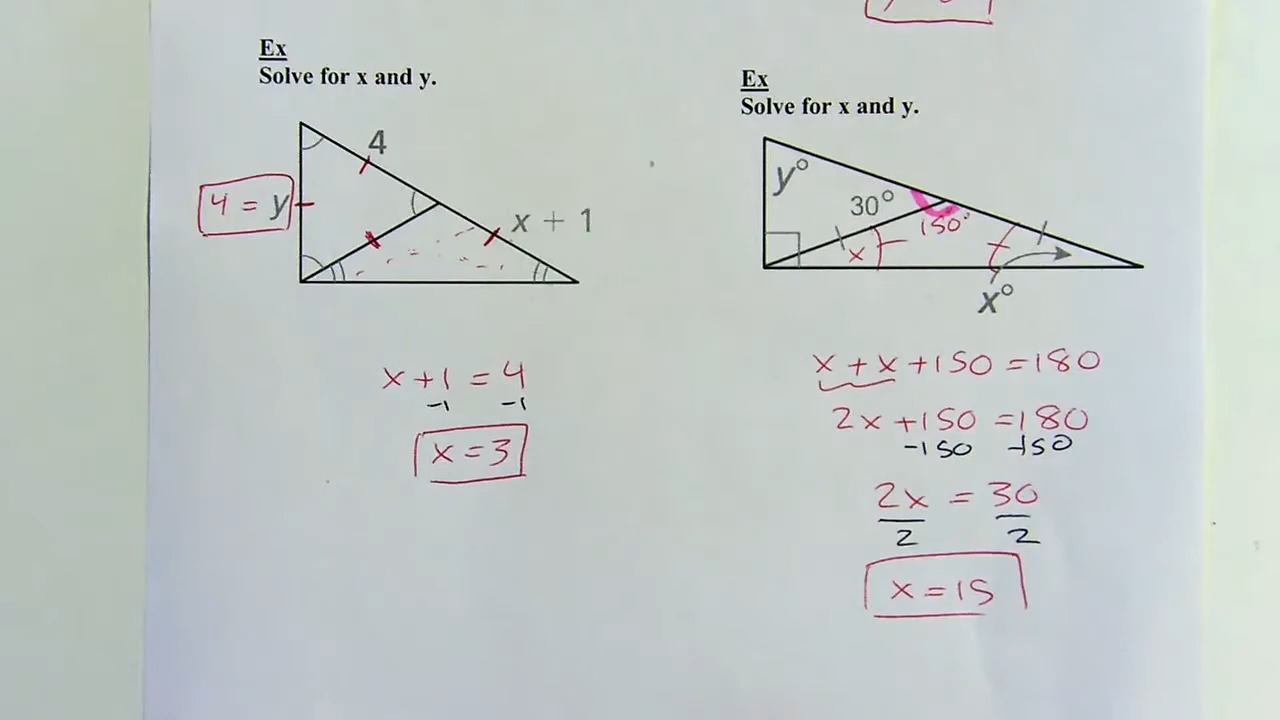 Ex
Solve for x and y.
4
4 = y
x + 1
x + 1 = 4
-1 -1
x = 3
Ex
Solve for x and y.
y°
30°
150°
x
x°
x + x + 150 = 180
2x + 150 = 180
-150 -150
2x = 30
2 2
x = 15